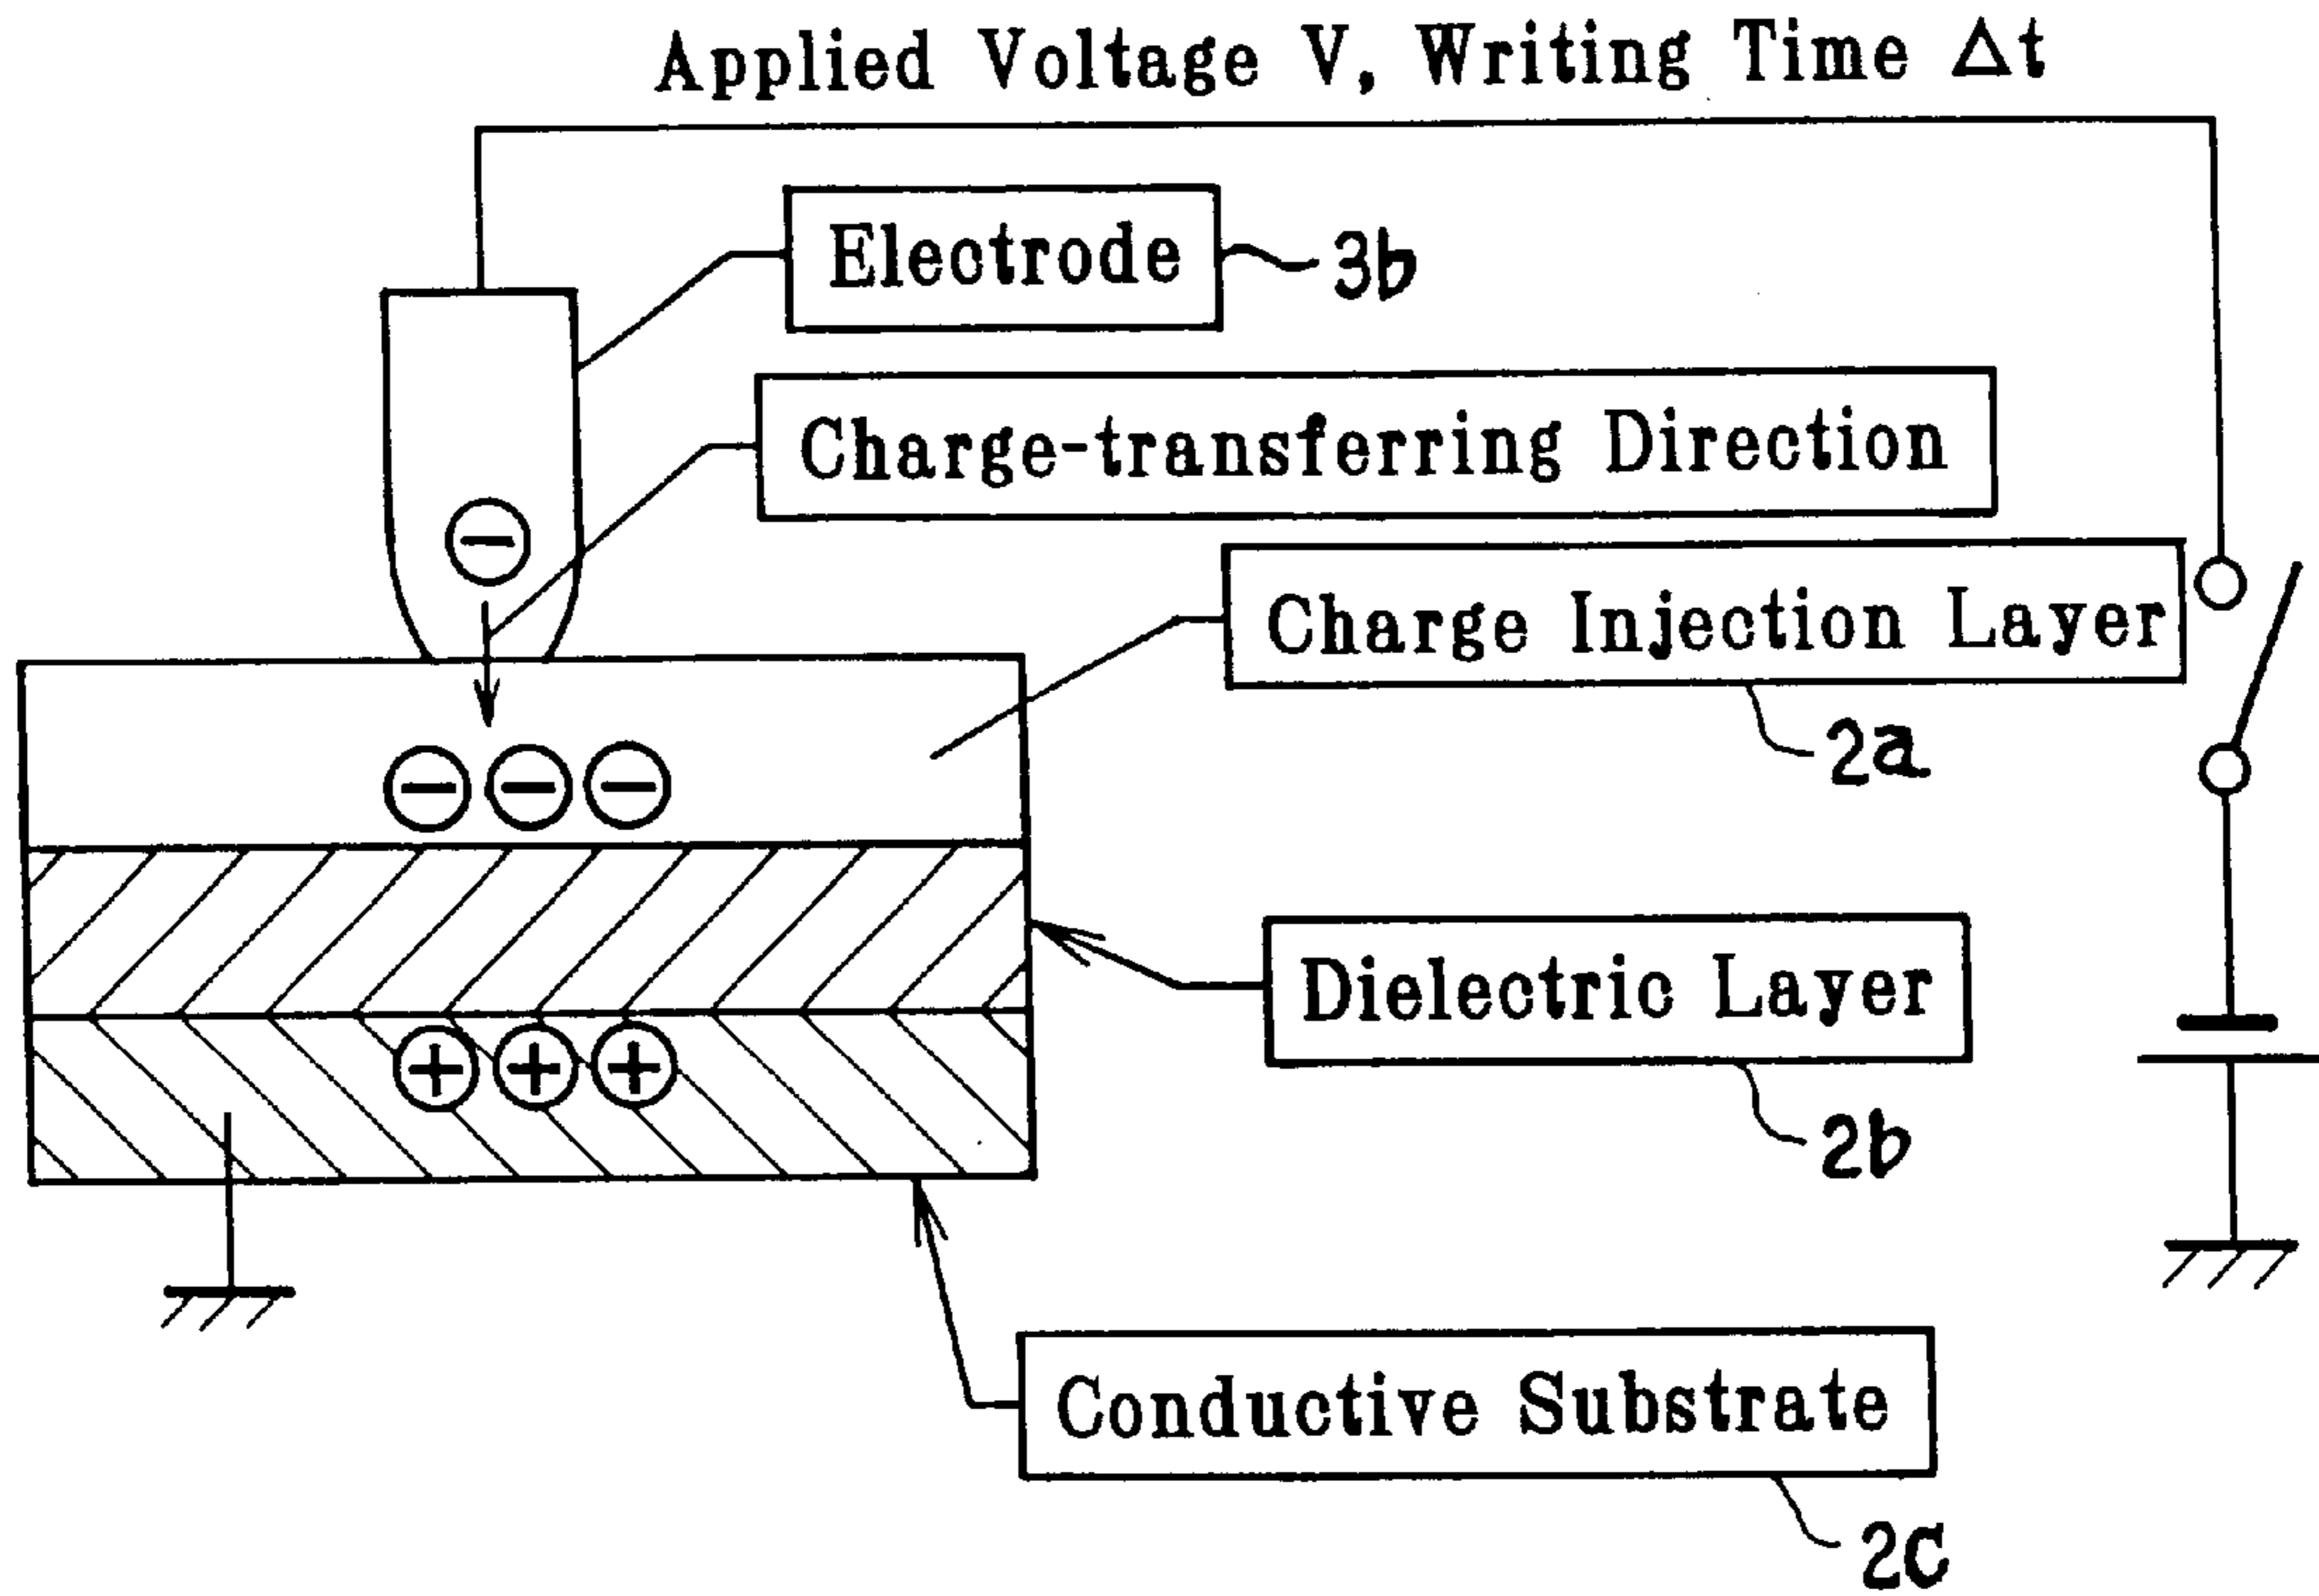 Applied Voltage V, Writing Time Δt
Electrode
3b
Charge-transferring Direction
Charge Injection Layer
2a
Dielectric Layer
2b
Conductive Substrate
2c